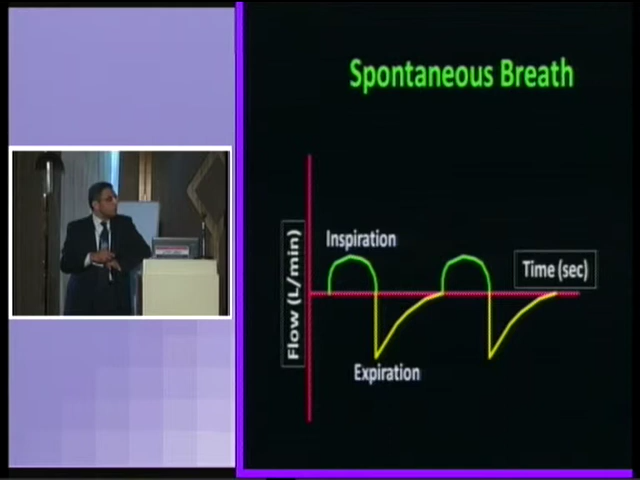 Spontaneous Breath
Inspiration
Time (sec)
Flow (L/min)
Expiration